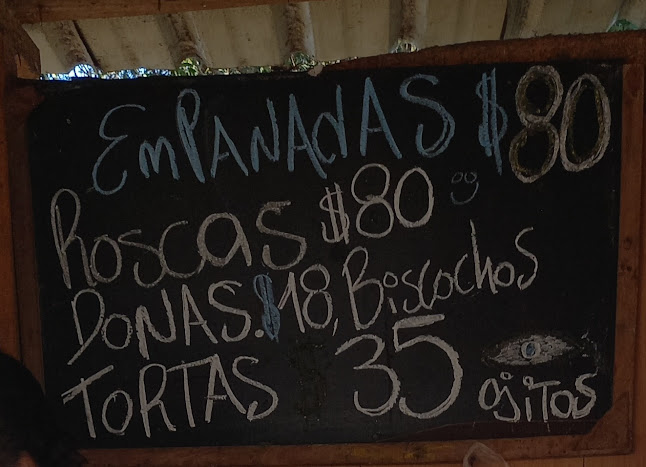 EmPANADAS $80
Roscas $80
DONAS. $18, Biscochos
TORTAS 35 ojitos